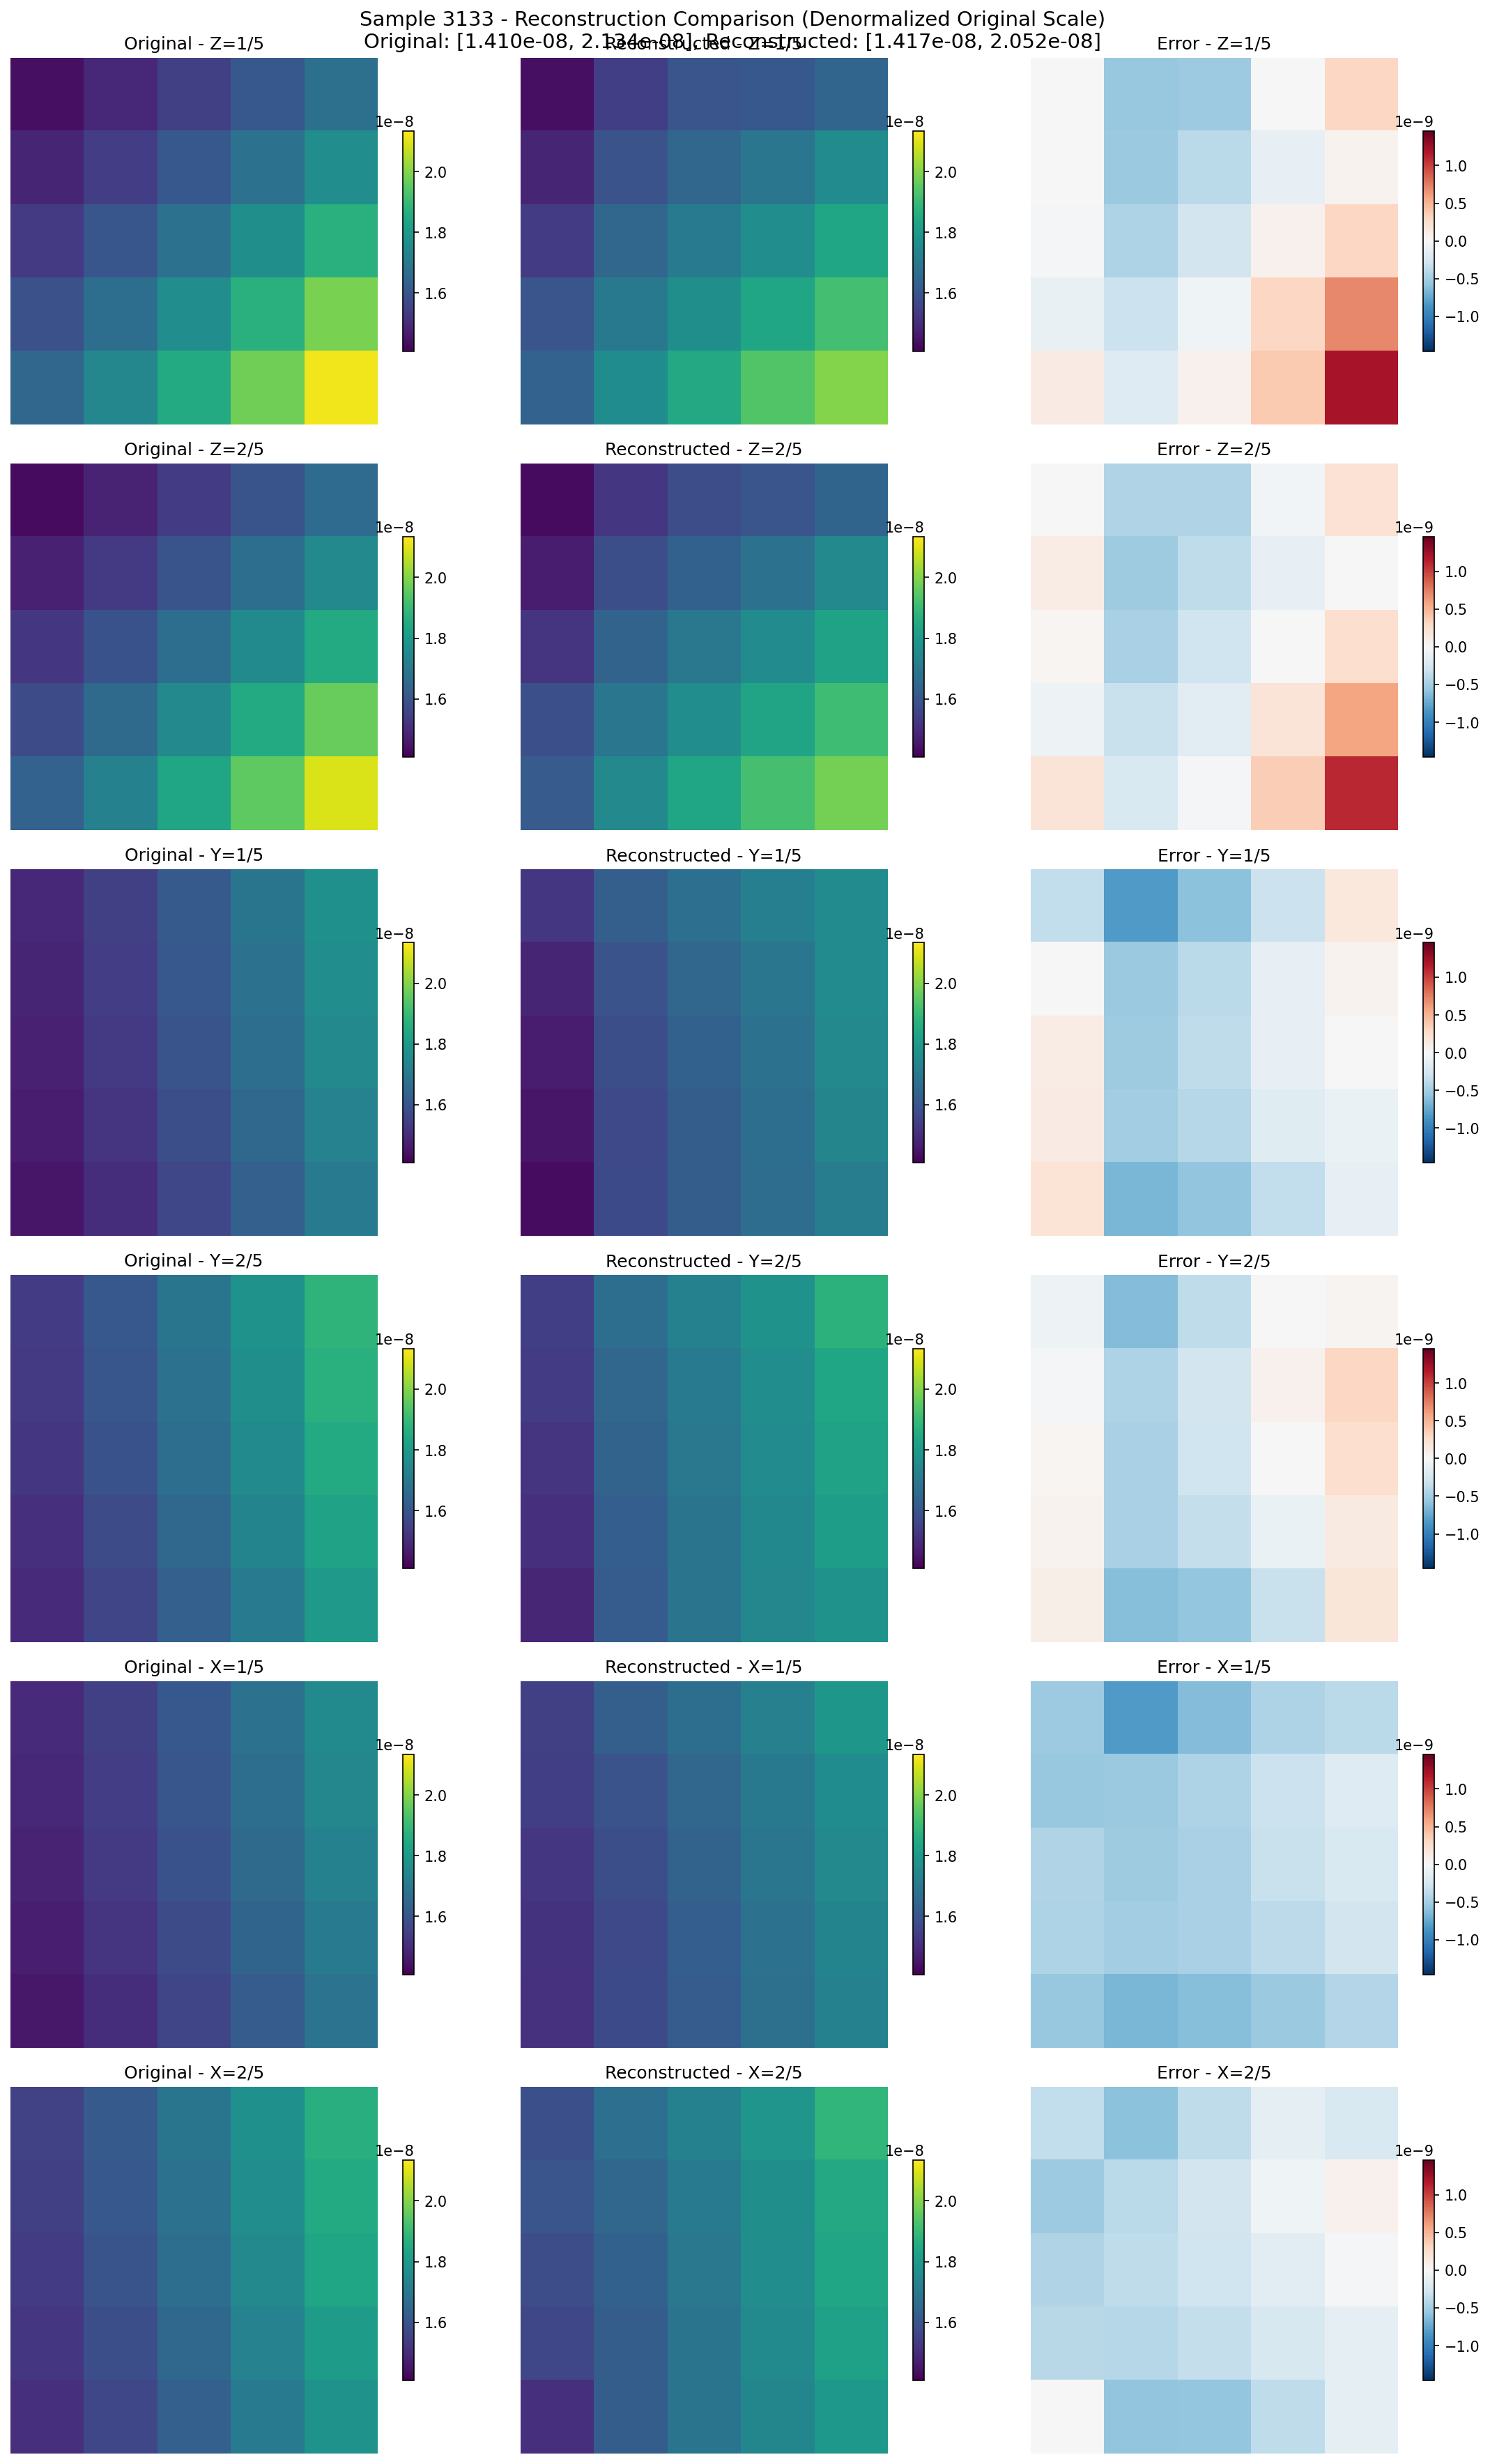 Sample 3133 - Reconstruction Comparison (Denormalized Original Scale)
Original: [1.410e-08, 2.134e-08], Reconstructed: [1.417e-08, 2.052e-08]
Original - Z=1/5
Reconstructed - Z=1/5
Error - Z=1/5
1e−8
2.0
1.8
1.6
1e−8
2.0
1.8
1.6
1e−9
1.0
0.5
0.0
−0.5
−1.0
Original - Z=2/5
Reconstructed - Z=2/5
Error - Z=2/5
1e−8
2.0
1.8
1.6
1e−8
2.0
1.8
1.6
1e−9
1.0
0.5
0.0
−0.5
−1.0
Original - Y=1/5
Reconstructed - Y=1/5
Error - Y=1/5
1e−8
2.0
1.8
1.6
1e−8
2.0
1.8
1.6
1e−9
1.0
0.5
0.0
−0.5
−1.0
Original - Y=2/5
Reconstructed - Y=2/5
Error - Y=2/5
1e−8
2.0
1.8
1.6
1e−8
2.0
1.8
1.6
1e−9
1.0
0.5
0.0
−0.5
−1.0
Original - X=1/5
Reconstructed - X=1/5
Error - X=1/5
1e−8
2.0
1.8
1.6
1e−8
2.0
1.8
1.6
1e−9
1.0
0.5
0.0
−0.5
−1.0
Original - X=2/5
Reconstructed - X=2/5
Error - X=2/5
1e−8
2.0
1.8
1.6
1e−8
2.0
1.8
1.6
1e−9
1.0
0.5
0.0
−0.5
−1.0